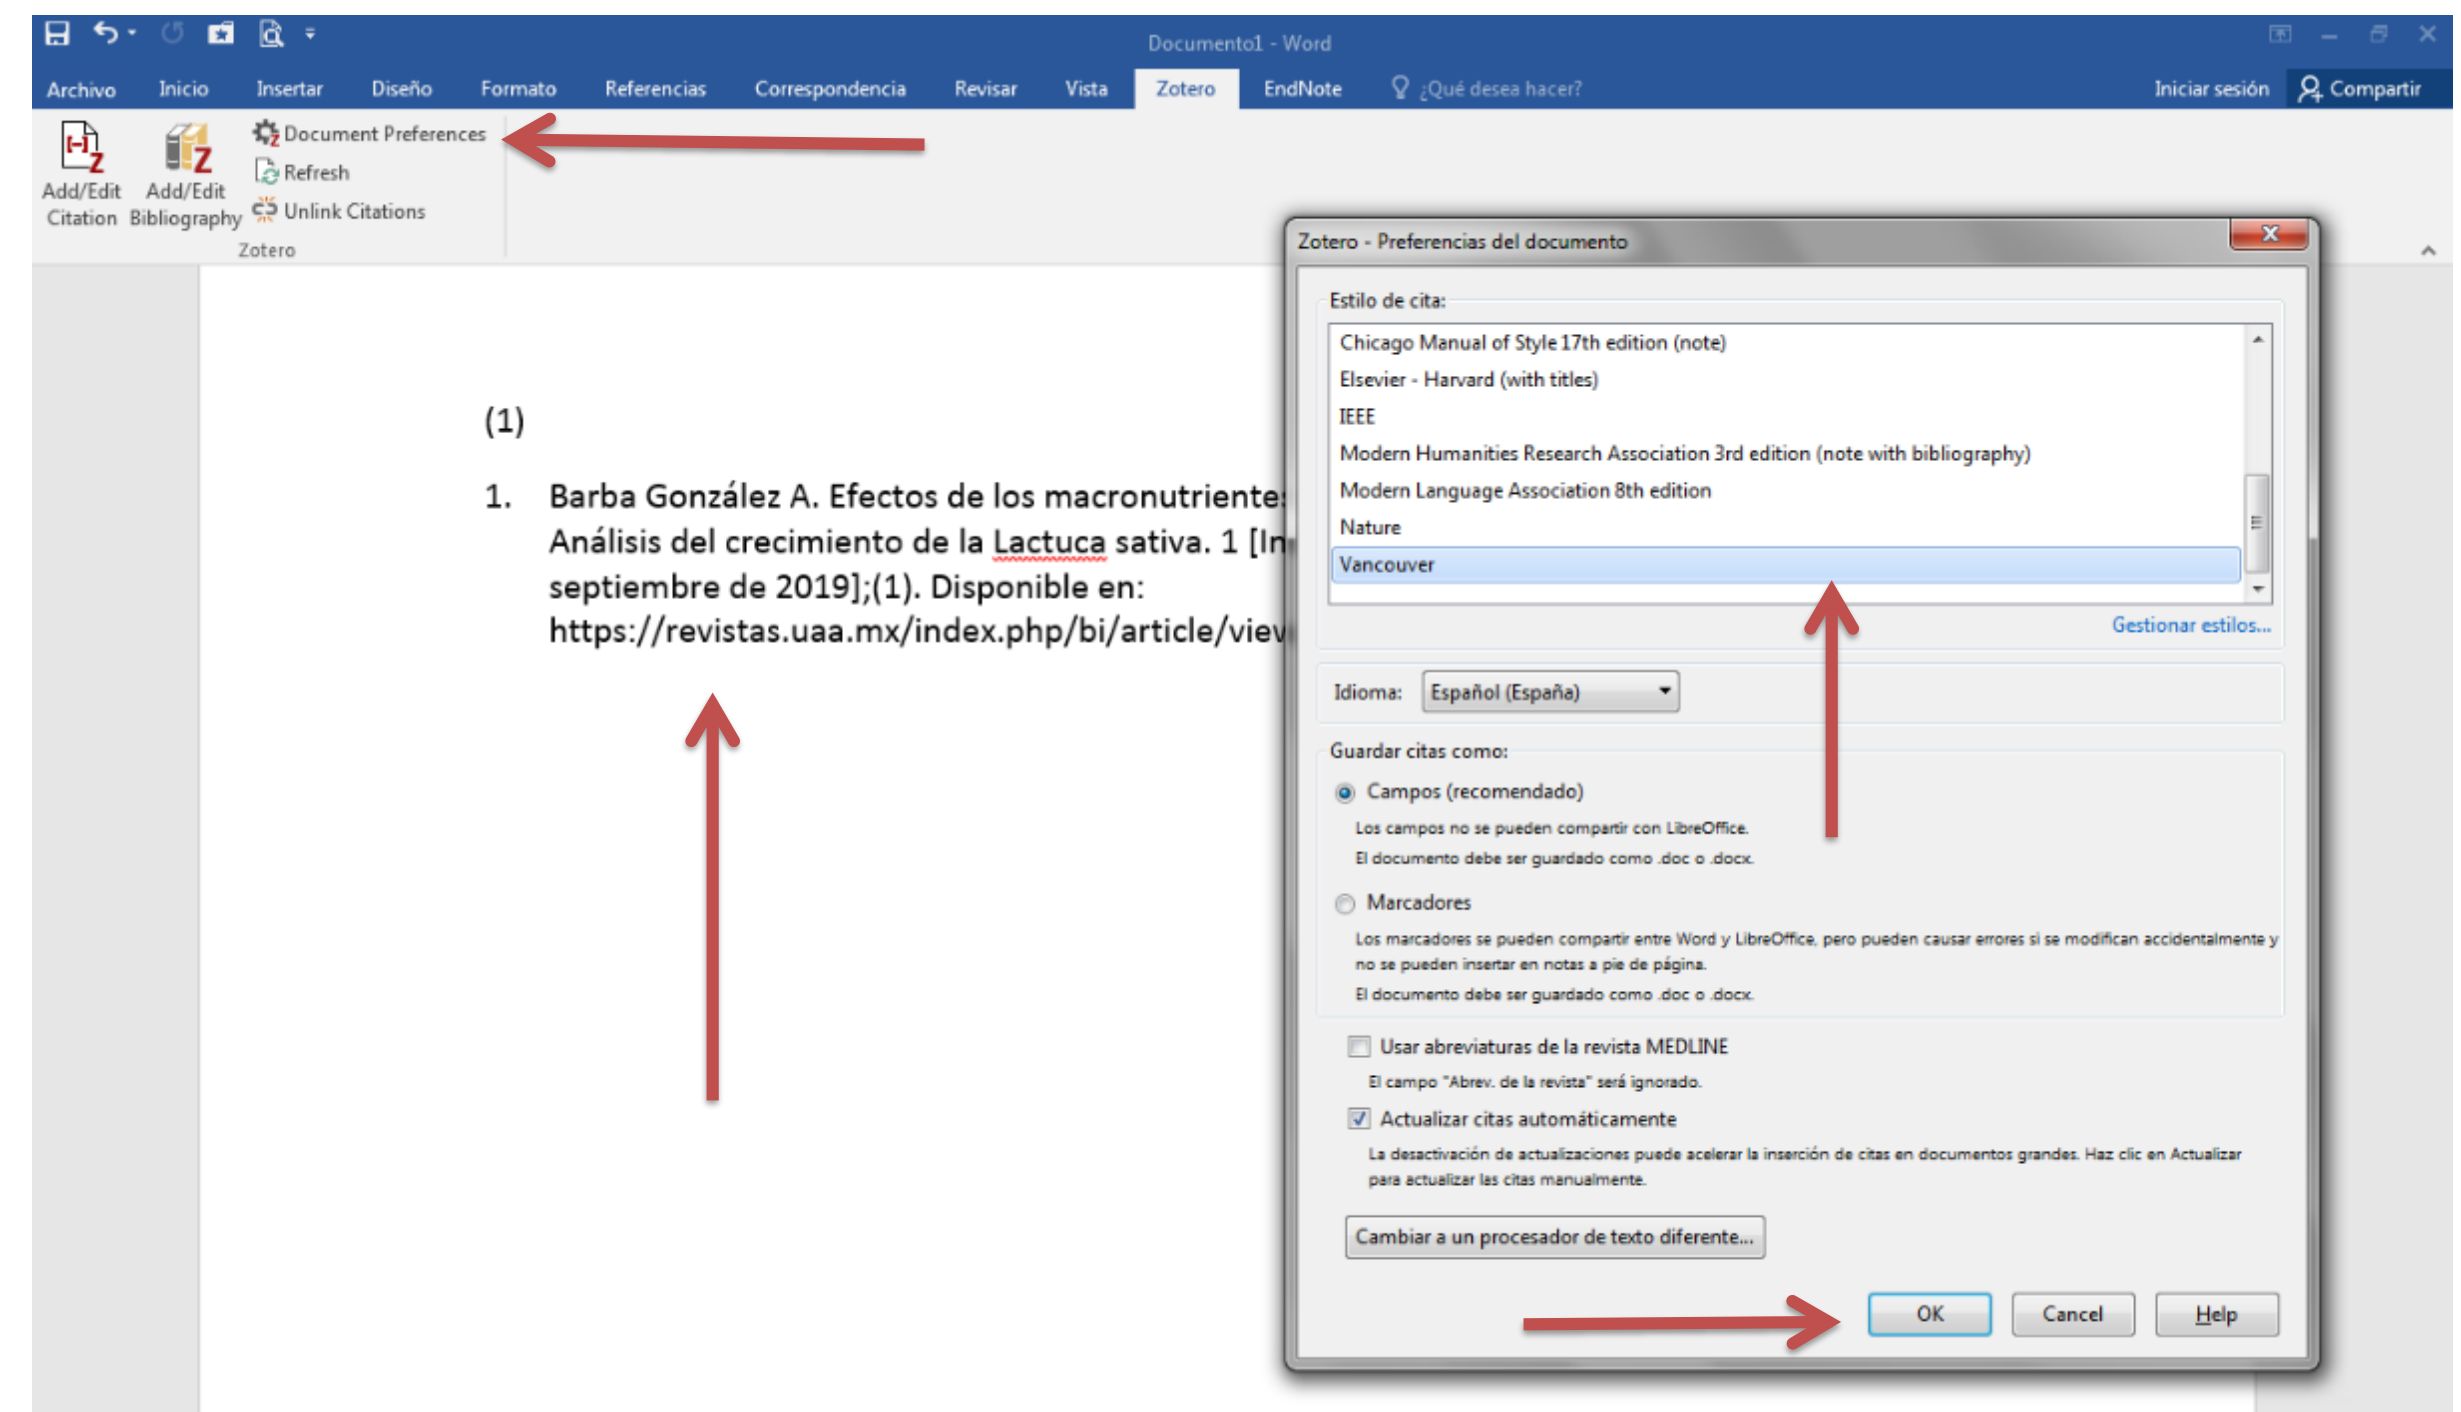 Documento1 - Word
Archivo Inicio Insertar Diseño Formato Referencias Correspondencia Revisar Vista Zotero EndNote ¿Qué desea hacer? Iniciar sesión Compartir
Document Preferences
Refresh
Unlink Citations
Add/Edit
Citation
Add/Edit
Bibliography
Zotero
(1)
1. Barba González A. Efectos de los
Análisis del crecimiento de la Lactuca sativa. 1
septiembre de 2019];(1). Disponible en:
https://revistas.uaa.mx/index.php/bi/article/
Zotero - Preferencias del documento
Estilo de cita:
Chicago Manual of Style 17th edition (note)
Elsevier - Harvard (with titles)
IEEE
Modern Humanities Research Association 3rd edition (note with bibliography)
Modern Language Association 8th edition
Nature
Vancouver
Gestionar estilos...
Idioma: Español (España)
Guardar citas como:
Campos (recomendado)
Los campos no se pueden compartir con LibreOffice.
El documento debe ser guardado como .doc o .docx.
Marcadores
Los marcadores se pueden compartir entre Word y LibreOffice, pero pueden causar errores si se modifican accidentalmente y
no se pueden insertar en notas a pie de página.
El documento debe ser guardado como .doc o .docx.
Usar abreviaturas de la revista MEDLINE
El campo "Abrev. de la revista" será ignorado.
Actualizar citas automáticamente
La desactivación de actualizaciones puede acelerar la inserción de citas en documentos grandes. Haz clic en Actualizar
para actualizar las citas manualmente.
Cambiar a un procesador de texto diferente...
OK Cancel Help